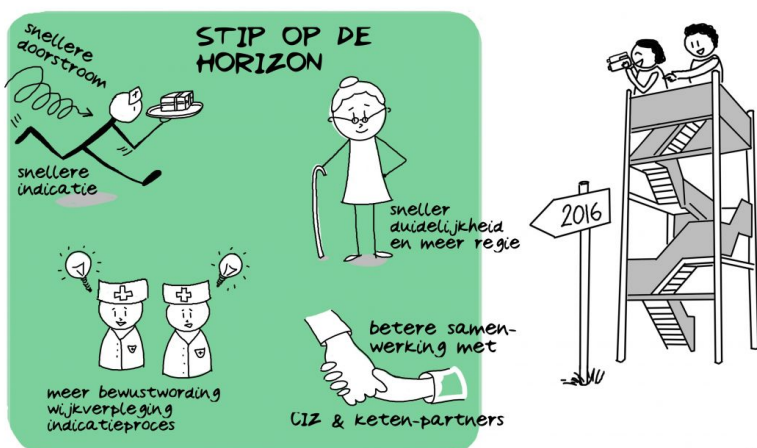 STIP OP DE
HORIZON
snellere
doorstroom
snellere
indicatie
sneller
duidelijkheid
en meer regie
2016
meer bewustwording
wijkverpleging
indicatieproces
betere samen-
werking met
CIZ & keten-partners